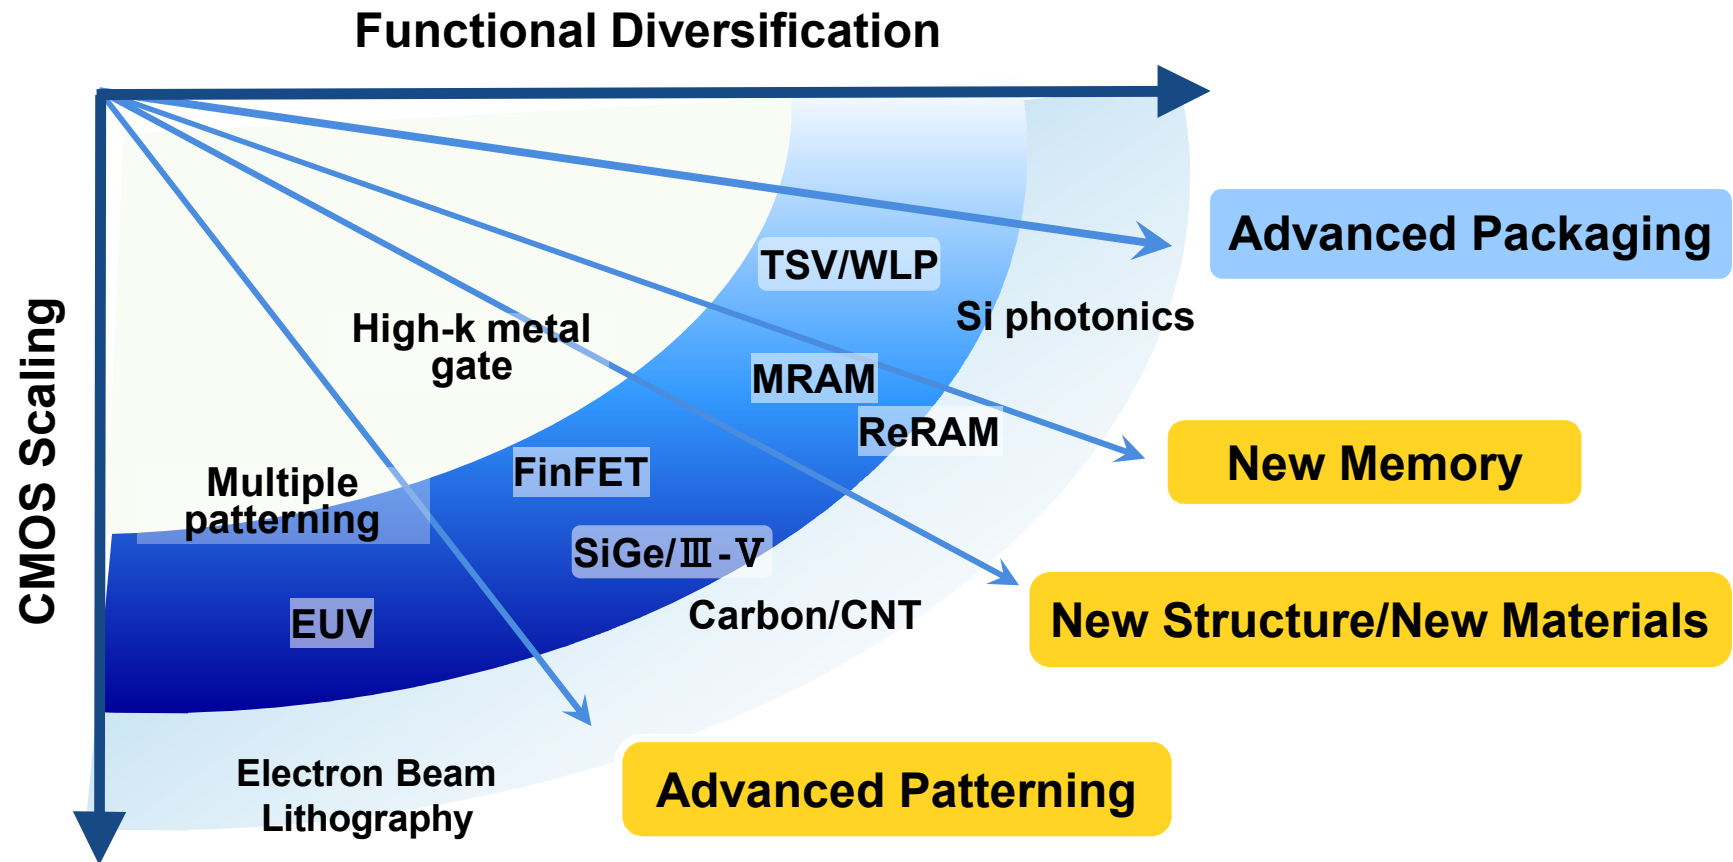 Functional Diversification
CMOS Scaling
TSV/WLP
Advanced Packaging
Si photonics
High-k metal
gate
MRAM
ReRAM
New Memory
FinFET
Multiple
patterning
SiGe/Ⅲ-Ⅴ
Carbon/CNT
New Structure/New Materials
EUV
Electron Beam
Lithography
Advanced Patterning